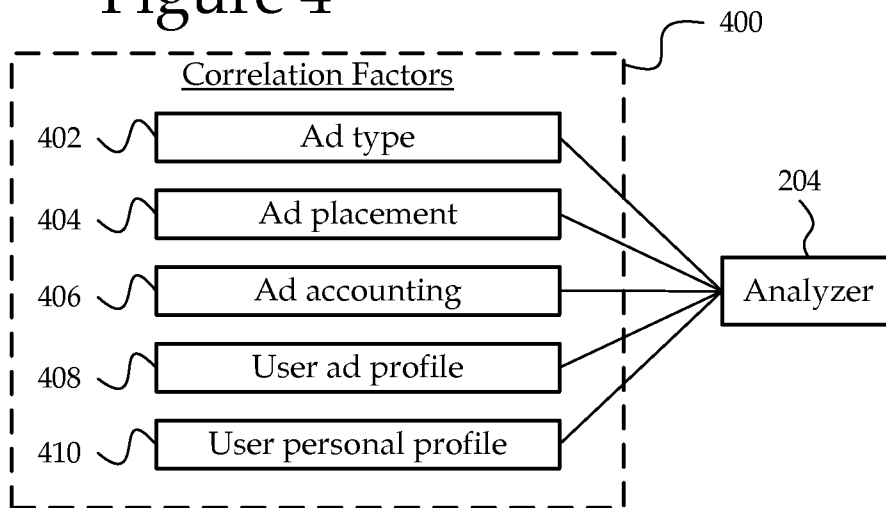 Figure 4
400
Correlation Factors
402 Ad type
404 Ad placement
406 Ad accounting
408 User ad profile
410 User personal profile
204
Analyzer